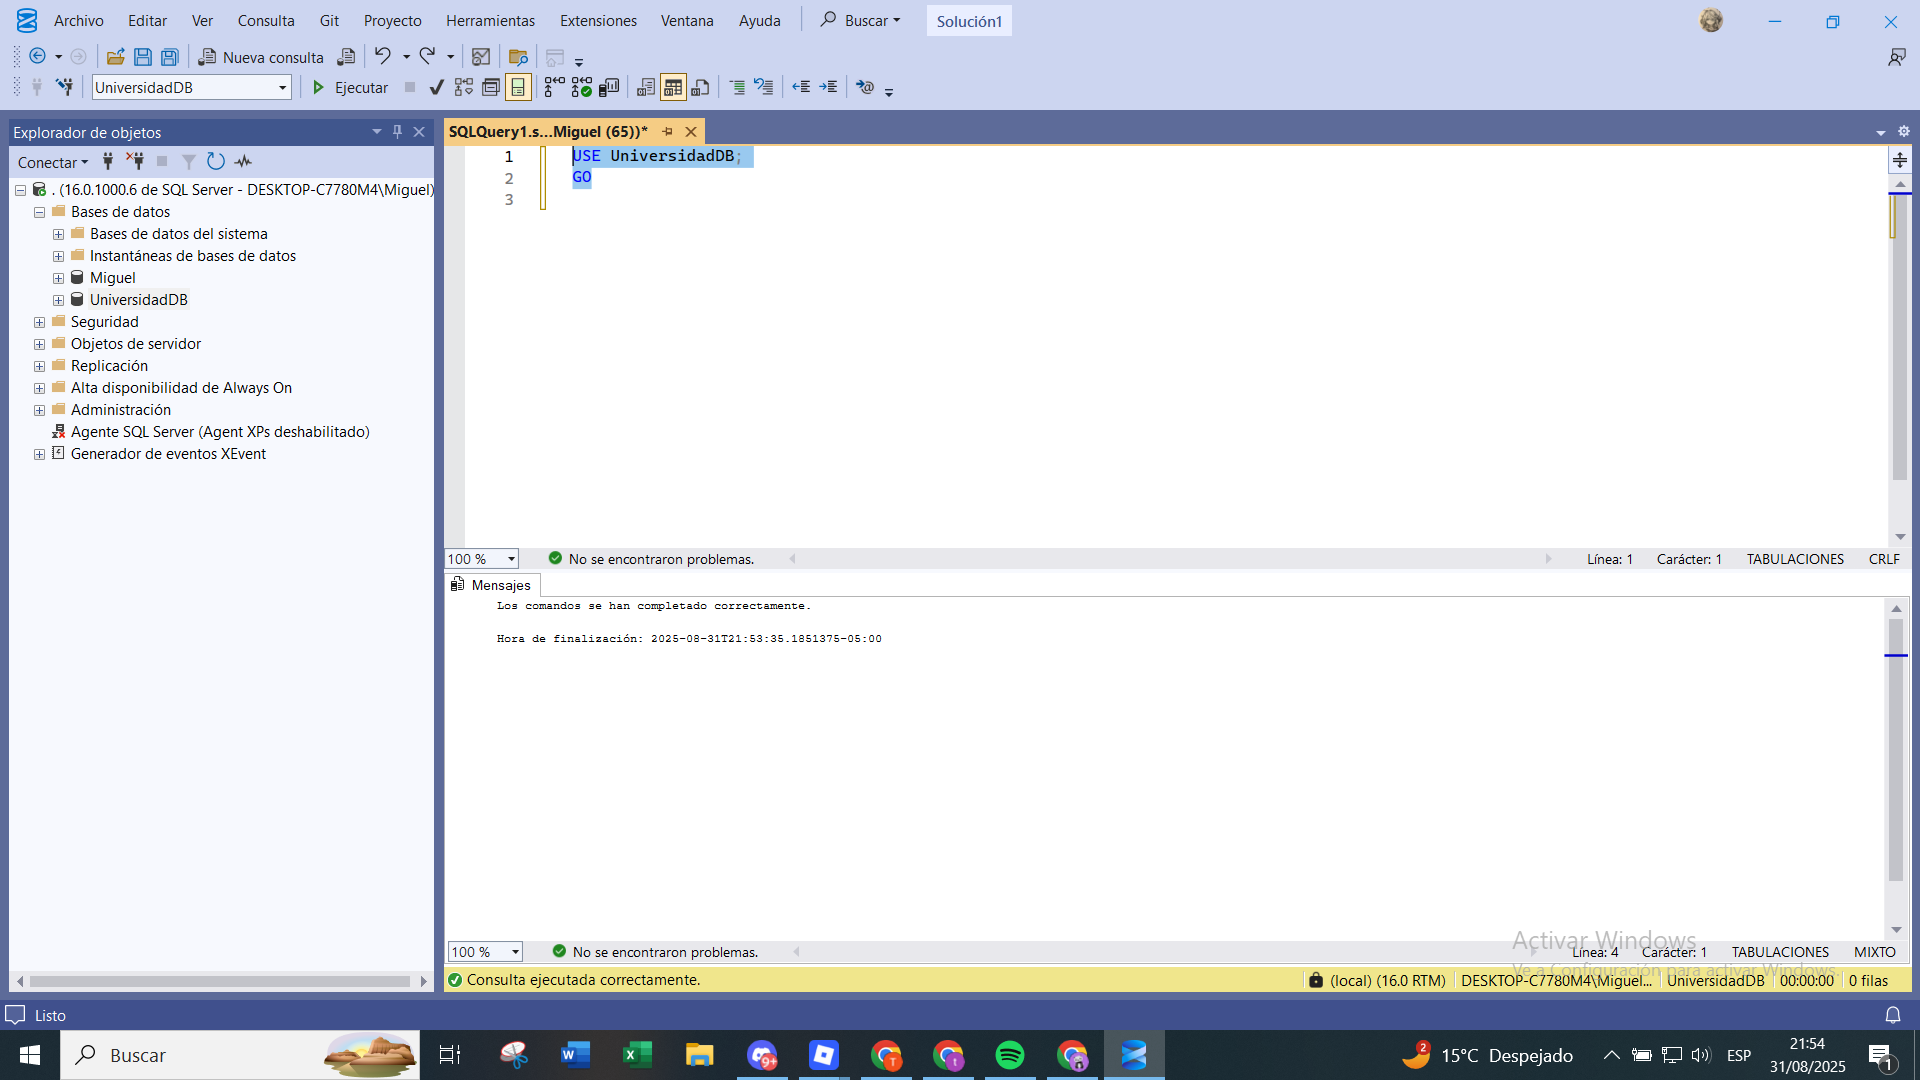 Archivo Editar Ver Consulta Git Proyecto Herramientas Extensiones Ventana Ayuda Buscar Solución1
Nueva consulta
UniversidadDB Ejecutar
Explorador de objetos
Conectar
. (16.0.1000.6 de SQL Server - DESKTOP-C7780M4\Miguel)
Bases de datos
Bases de datos del sistema
Instantáneas de bases de datos
Miguel
UniversidadDB
Seguridad
Objetos de servidor
Replicación
Alta disponibilidad de Always On
Administración
Agente SQL Server (Agent XPs deshabilitado)
Generador de eventos XEvent
SQLQuery1.s...Miguel (65))*
1 USE UniversidadDB;
2 GO
3
100 % No se encontraron problemas. Línea: 1 Carácter: 1 TABULACIONES CRLF
Mensajes
Los comandos se han completado correctamente.
Hora de finalización: 2025-08-31T21:53:35.1851375-05:00
Activar Windows
Ve a Configuración para activar Windows.
100 % No se encontraron problemas. Línea: 4 Carácter: 1 TABULACIONES MIXTO
Consulta ejecutada correctamente. (local) (16.0 RTM) DESKTOP-C7780M4\Miguel... UniversidadDB 00:00:00 0 filas
Listo
Buscar 9+ T t 2 15°C Despejado ESP 21:54
31/08/2025 1